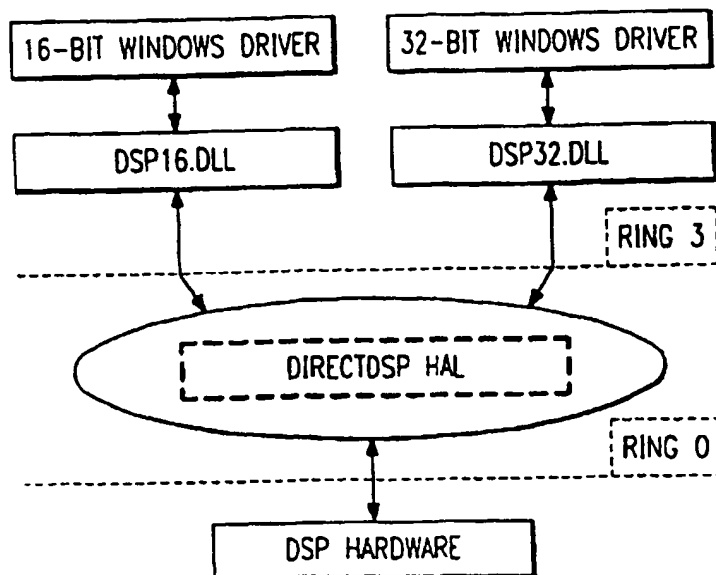 16-BIT WINDOWS DRIVER
32-BIT WINDOWS DRIVER
DSP16.DLL
DSP32.DLL
RING 3
DIRECTDSP HAL
RING 0
DSP HARDWARE